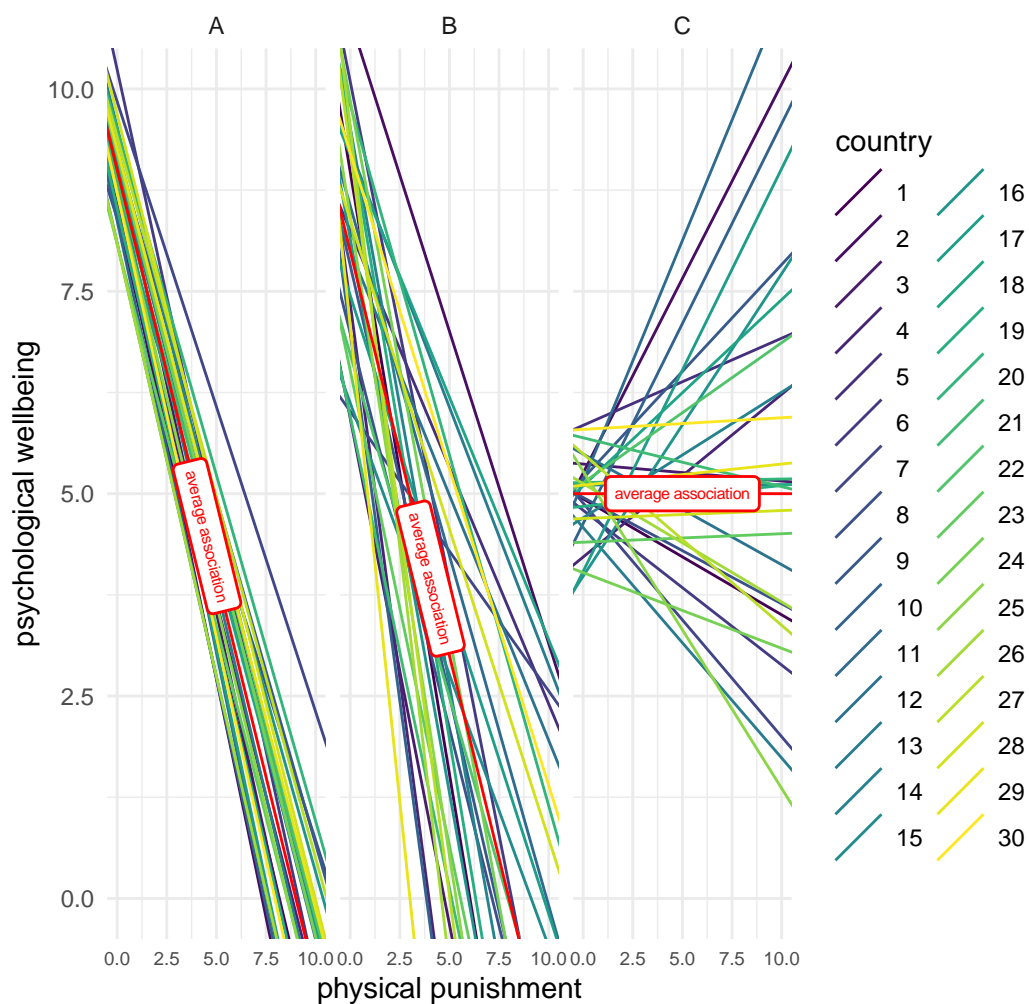 A B C
psychological wellbeing
10.0
7.5
5.0
2.5
0.0
average association
average association
average association
0.0 2.5 5.0 7.5 10.0 0.0 2.5 5.0 7.5 10.0 0.0 2.5 5.0 7.5 10.0
physical punishment
country
1 16
2 17
3 18
4 19
5 20
6 21
7 22
8 23
9 24
10 25
11 26
12 27
13 28
14 29
15 30